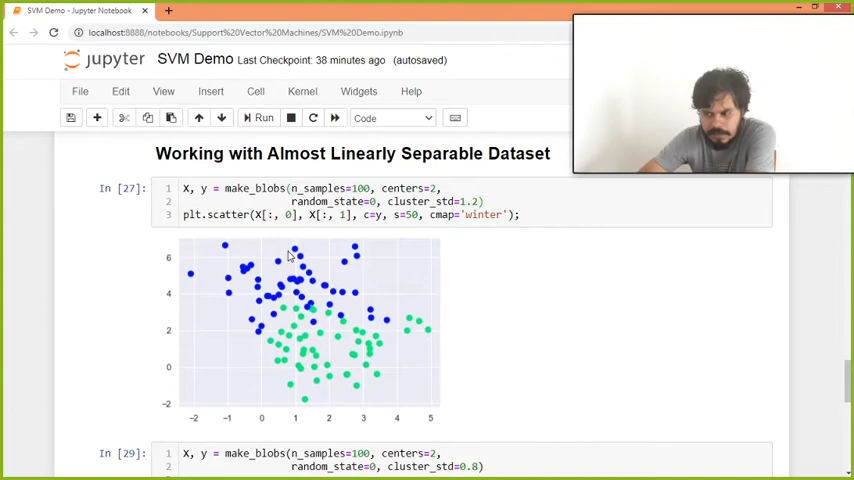 SVM Demo - Jupyter Notebook
localhost:8888/notebooks/Support%20Vector%20Machines/SVM%20Demo.ipynb
jupyter SVM Demo Last Checkpoint: 38 minutes ago (autosaved)
File Edit View Insert Cell Kernel Widgets Help
Run Code
Working with Almost Linearly Separable Dataset
In [27]: 1 X, y = make_blobs(n_samples=100, centers=2,
2 random_state=0, cluster_std=1.2)
3 plt.scatter(X[:, 0], X[:, 1], c=y, s=50, cmap='winter');
6
4
2
0
−2
−2 −1 0 1 2 3 4 5
In [29]: 1 X, y = make_blobs(n_samples=100, centers=2,
2 random_state=0, cluster_std=0.8)